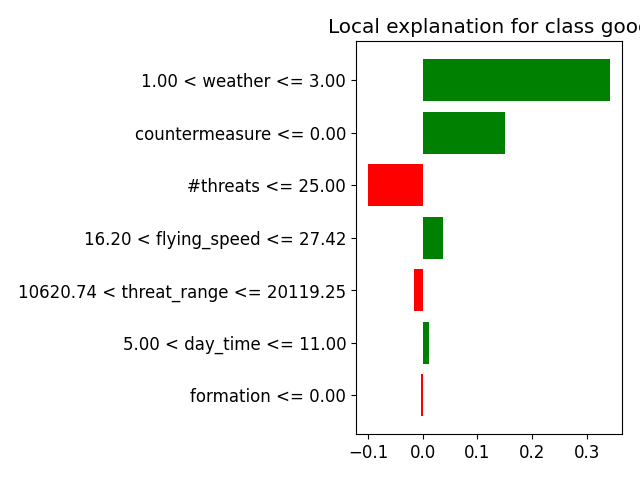 Local explanation for class good
1.00 < weather <= 3.00
countermeasure <= 0.00
#threats <= 25.00
16.20 < flying_speed <= 27.42
10620.74 < threat_range <= 20119.25
5.00 < day_time <= 11.00
formation <= 0.00
−0.1 0.0 0.1 0.2 0.3